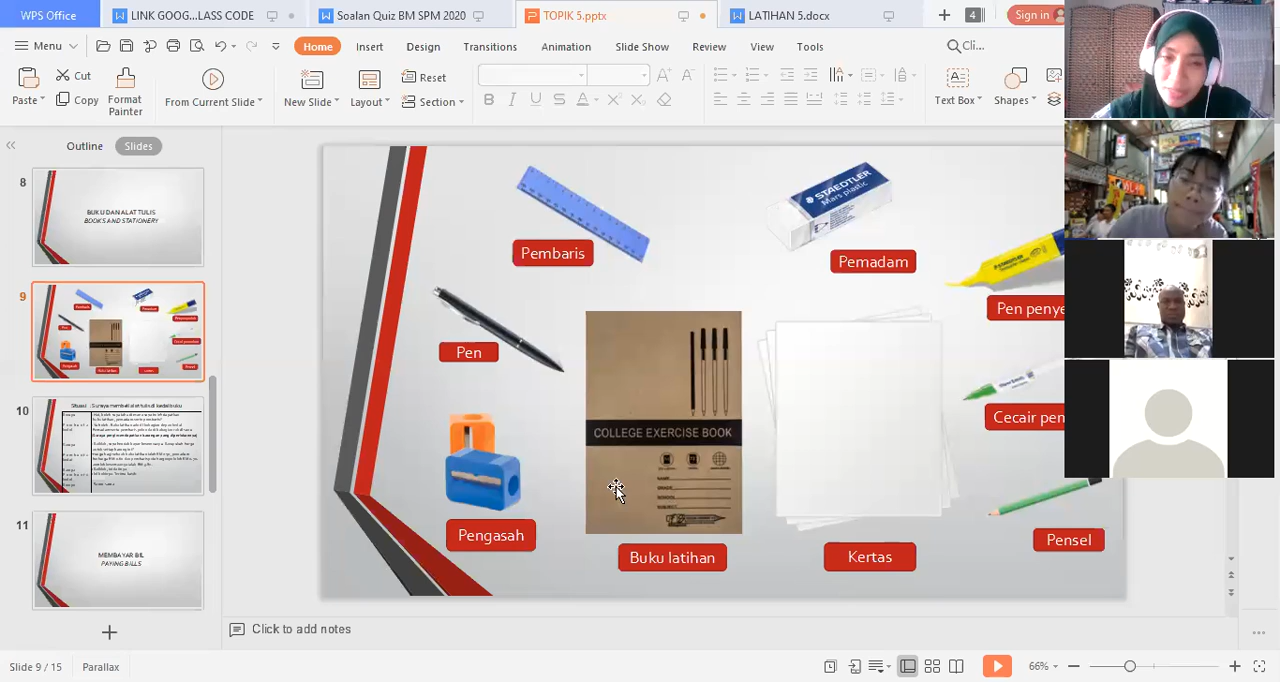 WPS Office
LINK GOOG...LASS CODE
Soalan Quiz BM SPM 2020
TOPIK 5.pptx
LATIHAN 5.docx
4
Sign in
Menu
Home
Insert
Design
Transitions
Animation
Slide Show
Review
View
Tools
Cli...
Paste
Cut
Copy
Format
Painter
From Current Slide
New Slide
Layout
Reset
Section
B I U S A X² X₂
Text Box
Shapes
Outline
Slides
8
BUKU DAN ALAT TULIS
BOOKS AND STATIONERY
9
10
11
MEMBAYAR BIL
PAYING BILLS
Pembaris
STAEDTLER
Mars plastic
Pemadam
Pen penye
Pen
COLLEGE EXERCISE BOOK
Cecair pen
Pengasah
Buku latihan
Kertas
Pensel
Click to add notes
Slide 9 / 15
Parallax
66%